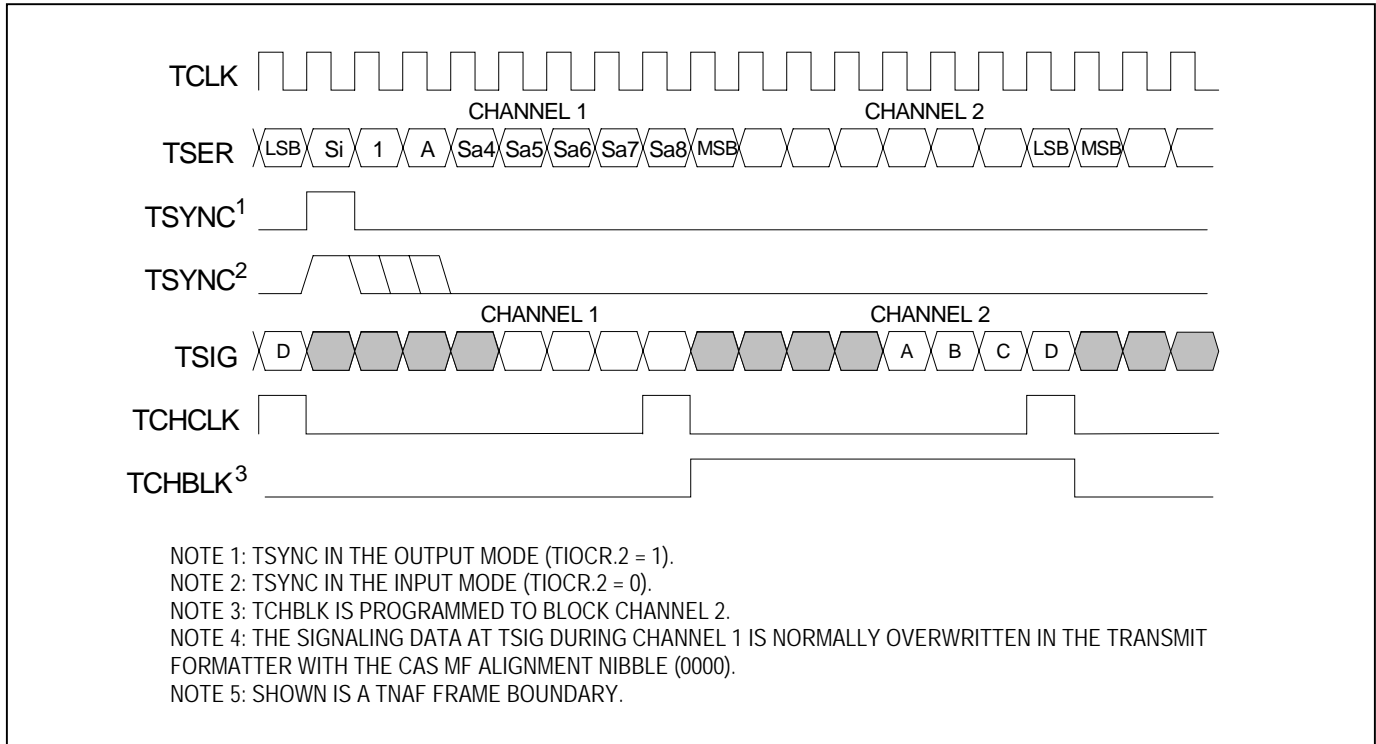 TCLK
CHANNEL 1 CHANNEL 2
TSER LSB Si 1 A Sa4 Sa5 Sa6 Sa7 Sa8 MSB LSB MSB
TSYNC1
TSYNC2
CHANNEL 1 CHANNEL 2
TSIG D A B C D
TCHCLK
TCHBLK3
NOTE 1: TSYNC IN THE OUTPUT MODE (TIOCR.2 = 1).
NOTE 2: TSYNC IN THE INPUT MODE (TIOCR.2 = 0).
NOTE 3: TCHBLK IS PROGRAMMED TO BLOCK CHANNEL 2.
NOTE 4: THE SIGNALING DATA AT TSIG DURING CHANNEL 1 IS NORMALLY OVERWRITTEN IN THE TRANSMIT
FORMATTER WITH THE CAS MF ALIGNMENT NIBBLE (0000).
NOTE 5: SHOWN IS A TNAF FRAME BOUNDARY.